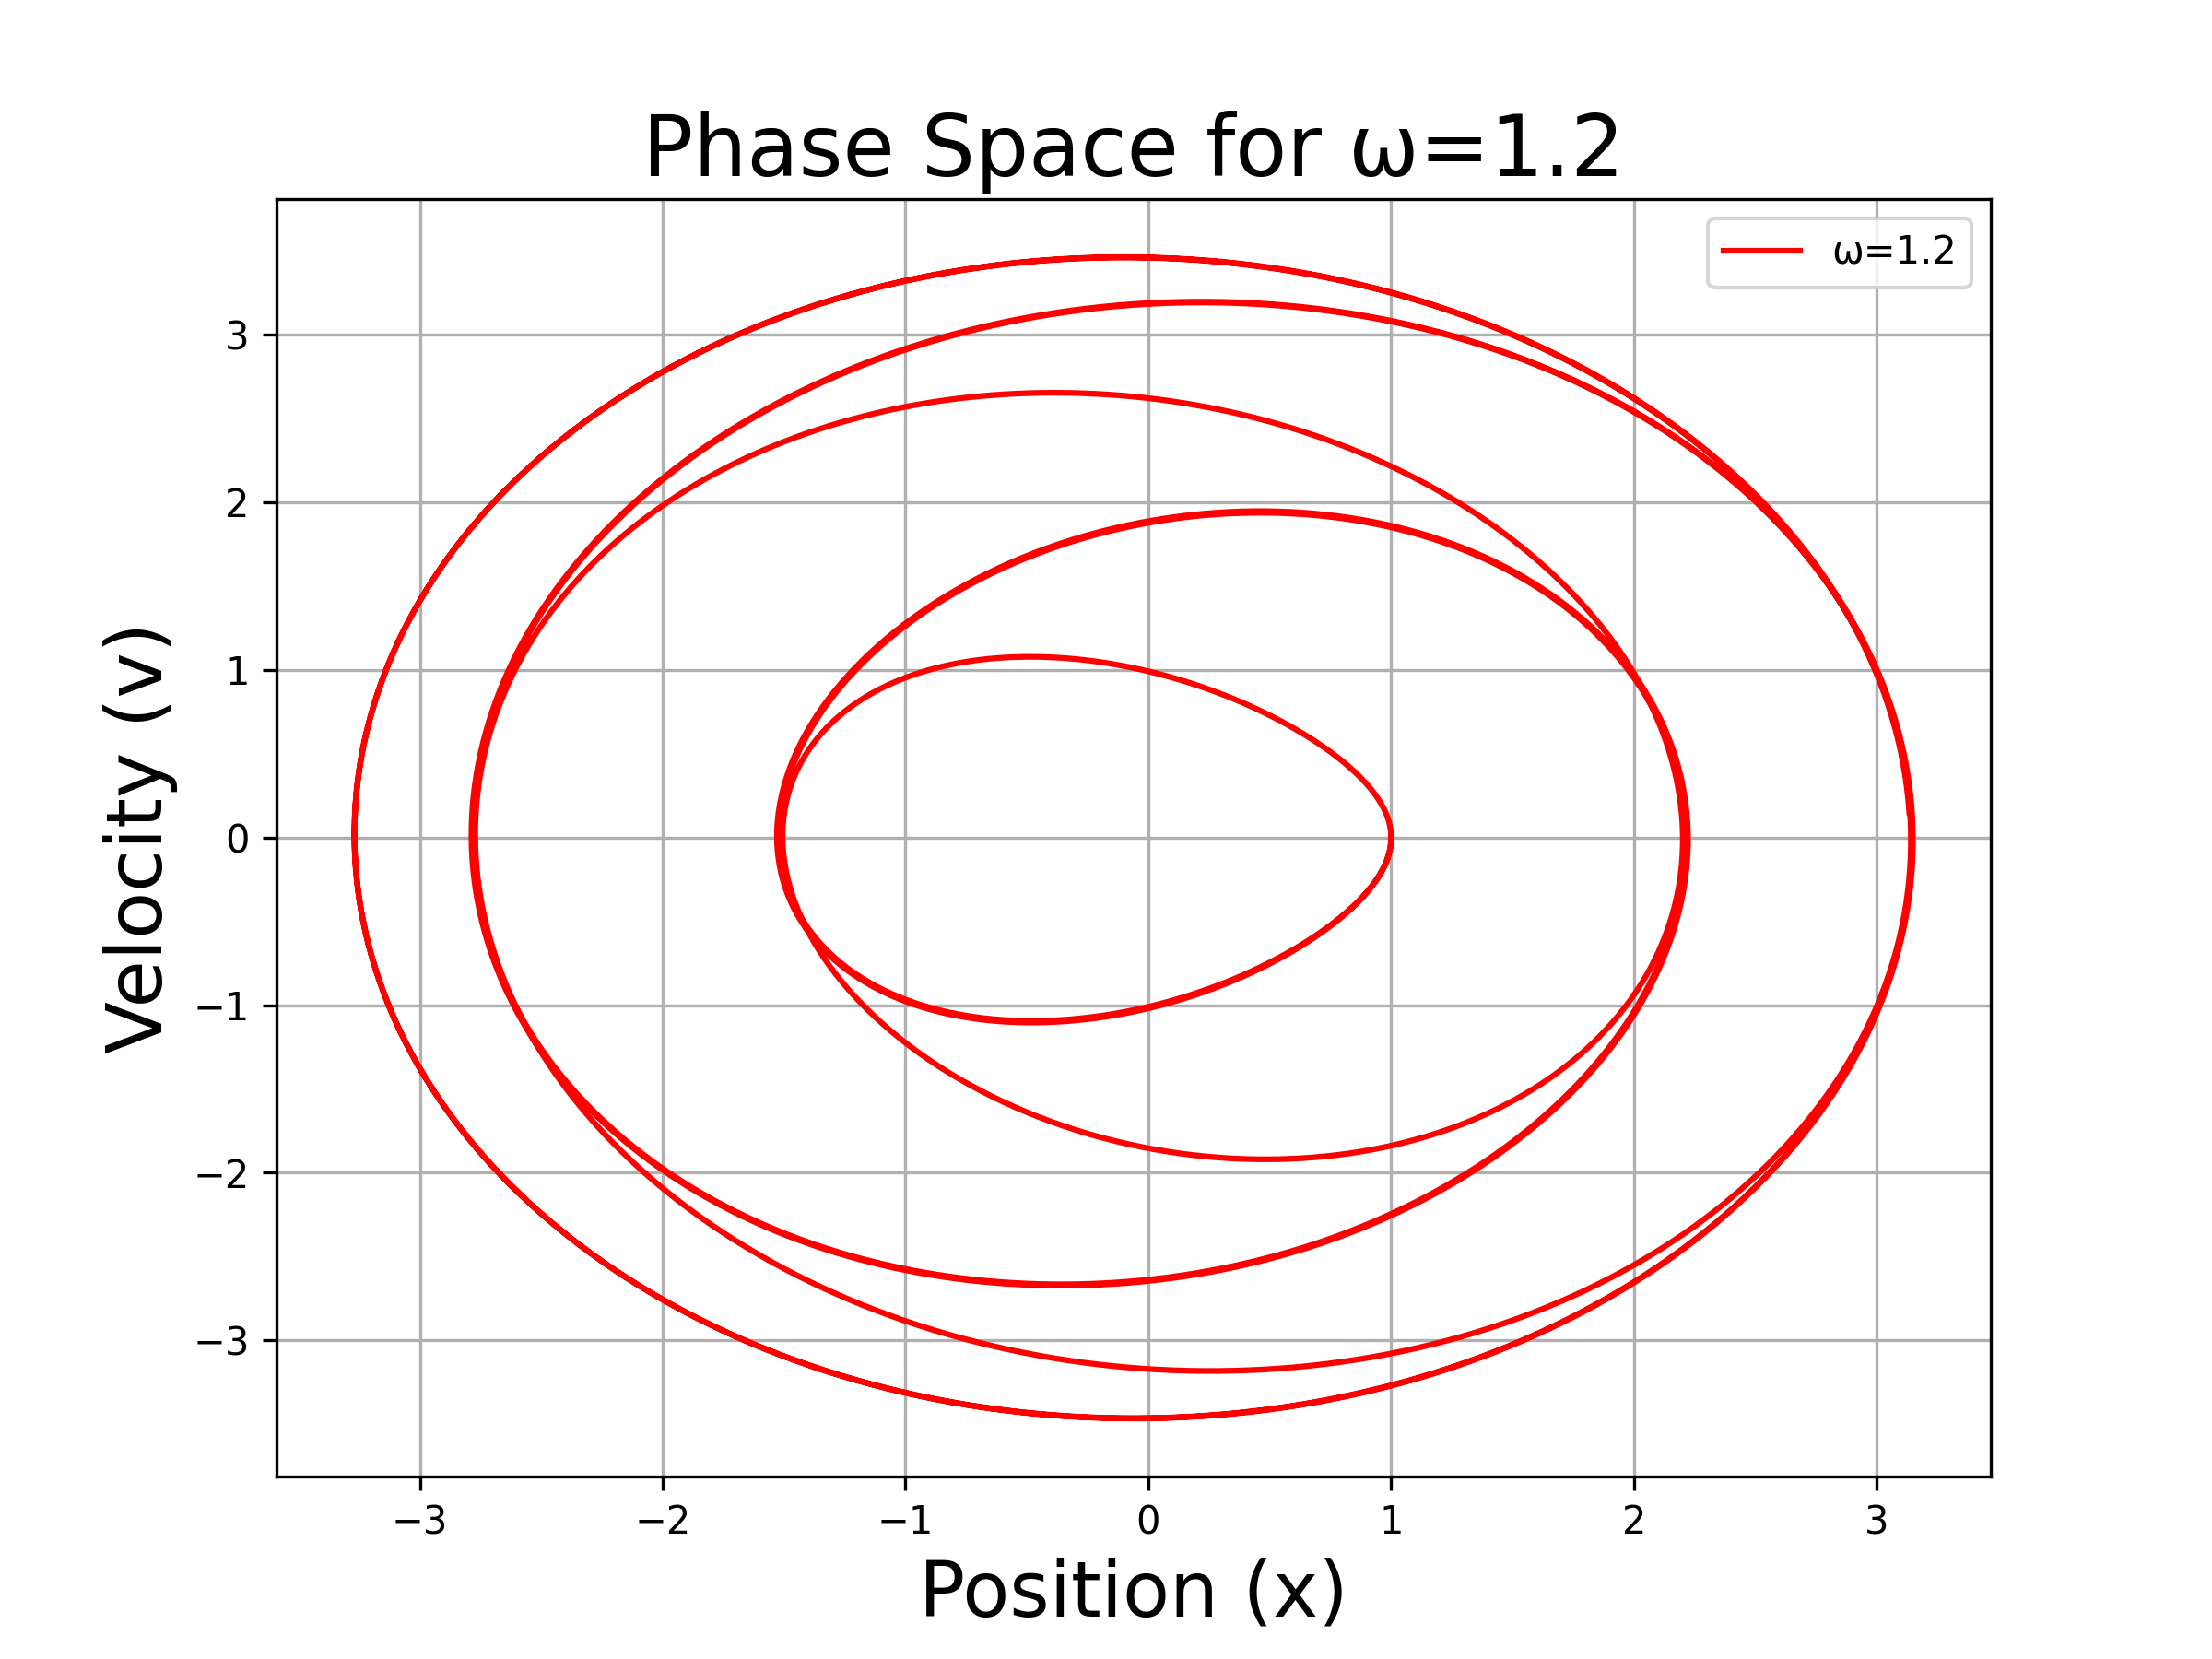 Phase Space for ω=1.2
ω=1.2
Velocity (v)
3
2
1
0
−1
−2
−3
−3 −2 −1 0 1 2 3
Position (x)